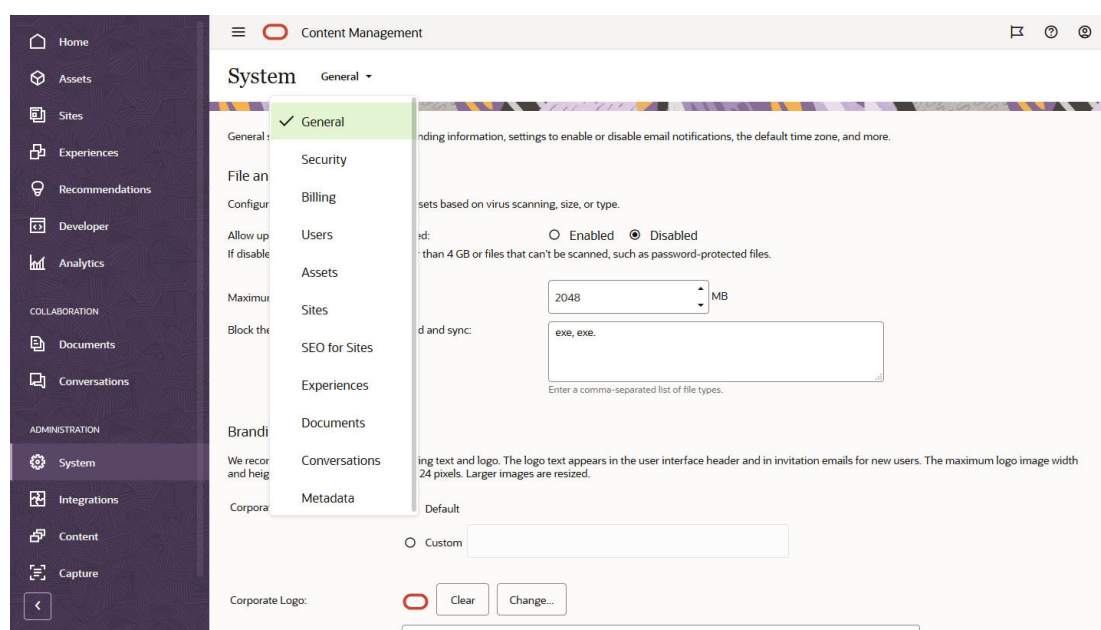 Home
Assets
Sites
Experiences
Recommendations
Developer
Analytics
COLLABORATION
Documents
Conversations
ADMINISTRATION
System
Integrations
Content
Capture
Content Management
System General
General
Security
Billing
Users
Assets
Sites
SEO for Sites
Experiences
Documents
Conversations
Metadata
General nding information, settings to enable or disable email notifications, the default time zone, and more.
File an
Configur sets based on virus scanning, size, or type.
Allow up ed: Enabled Disabled
If disable than 4 GB or files that can't be scanned, such as password-protected files.
Maximu 2048 MB
Block the d and sync: exe, exe.
Enter a comma-separated list of file types.
Brandi
We recor ing text and logo. The logo text appears in the user interface header and in invitation emails for new users. The maximum logo image width
and heig 24 pixels. Larger images are resized.
Corpora Default
Custom
Corporate Logo: Clear Change...